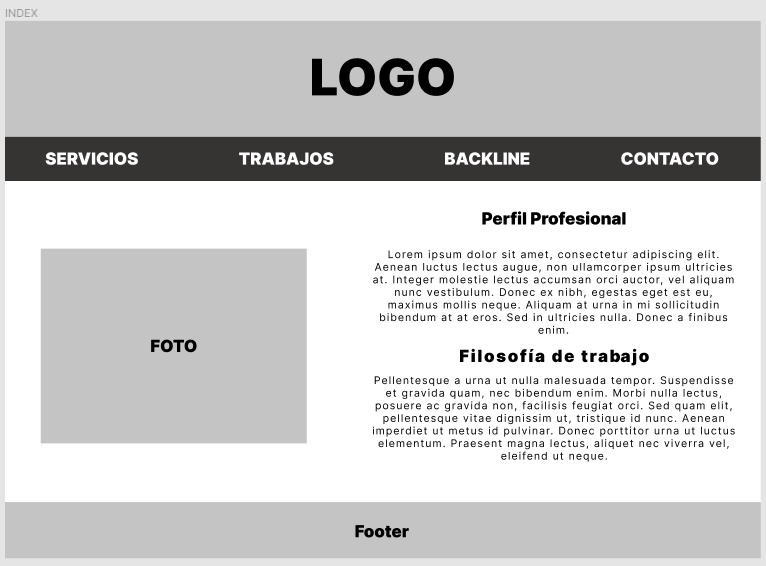 INDEX
LOGO
SERVICIOS TRABAJOS BACKLINE CONTACTO
Perfil Profesional
Lorem ipsum dolor sit amet, consectetur adipiscing elit.
Aenean luctus lectus augue, non ullamcorper ipsum ultricies
at. Integer molestie lectus accumsan orci auctor, vel aliquam
nunc vestibulum. Donec ex nibh, egestas eget est eu,
maximus mollis neque. Aliquam at urna in mi sollicitudin
bibendum at at eros. Sed in ultricies nulla. Donec a finibus
enim.
FOTO
Filosofía de trabajo
Pellentesque a urna ut nulla malesuada tempor. Suspendisse
et gravida quam, nec bibendum enim. Morbi nulla lectus,
posuere ac gravida non, facilisis feugiat orci. Sed quam elit,
pellentesque vitae dignissim ut, tristique id nunc. Aenean
imperdiet ut metus id pulvinar. Donec porttitor urna ut luctus
elementum. Praesent magna lectus, aliquet nec viverra vel,
eleifend ut neque.
Footer